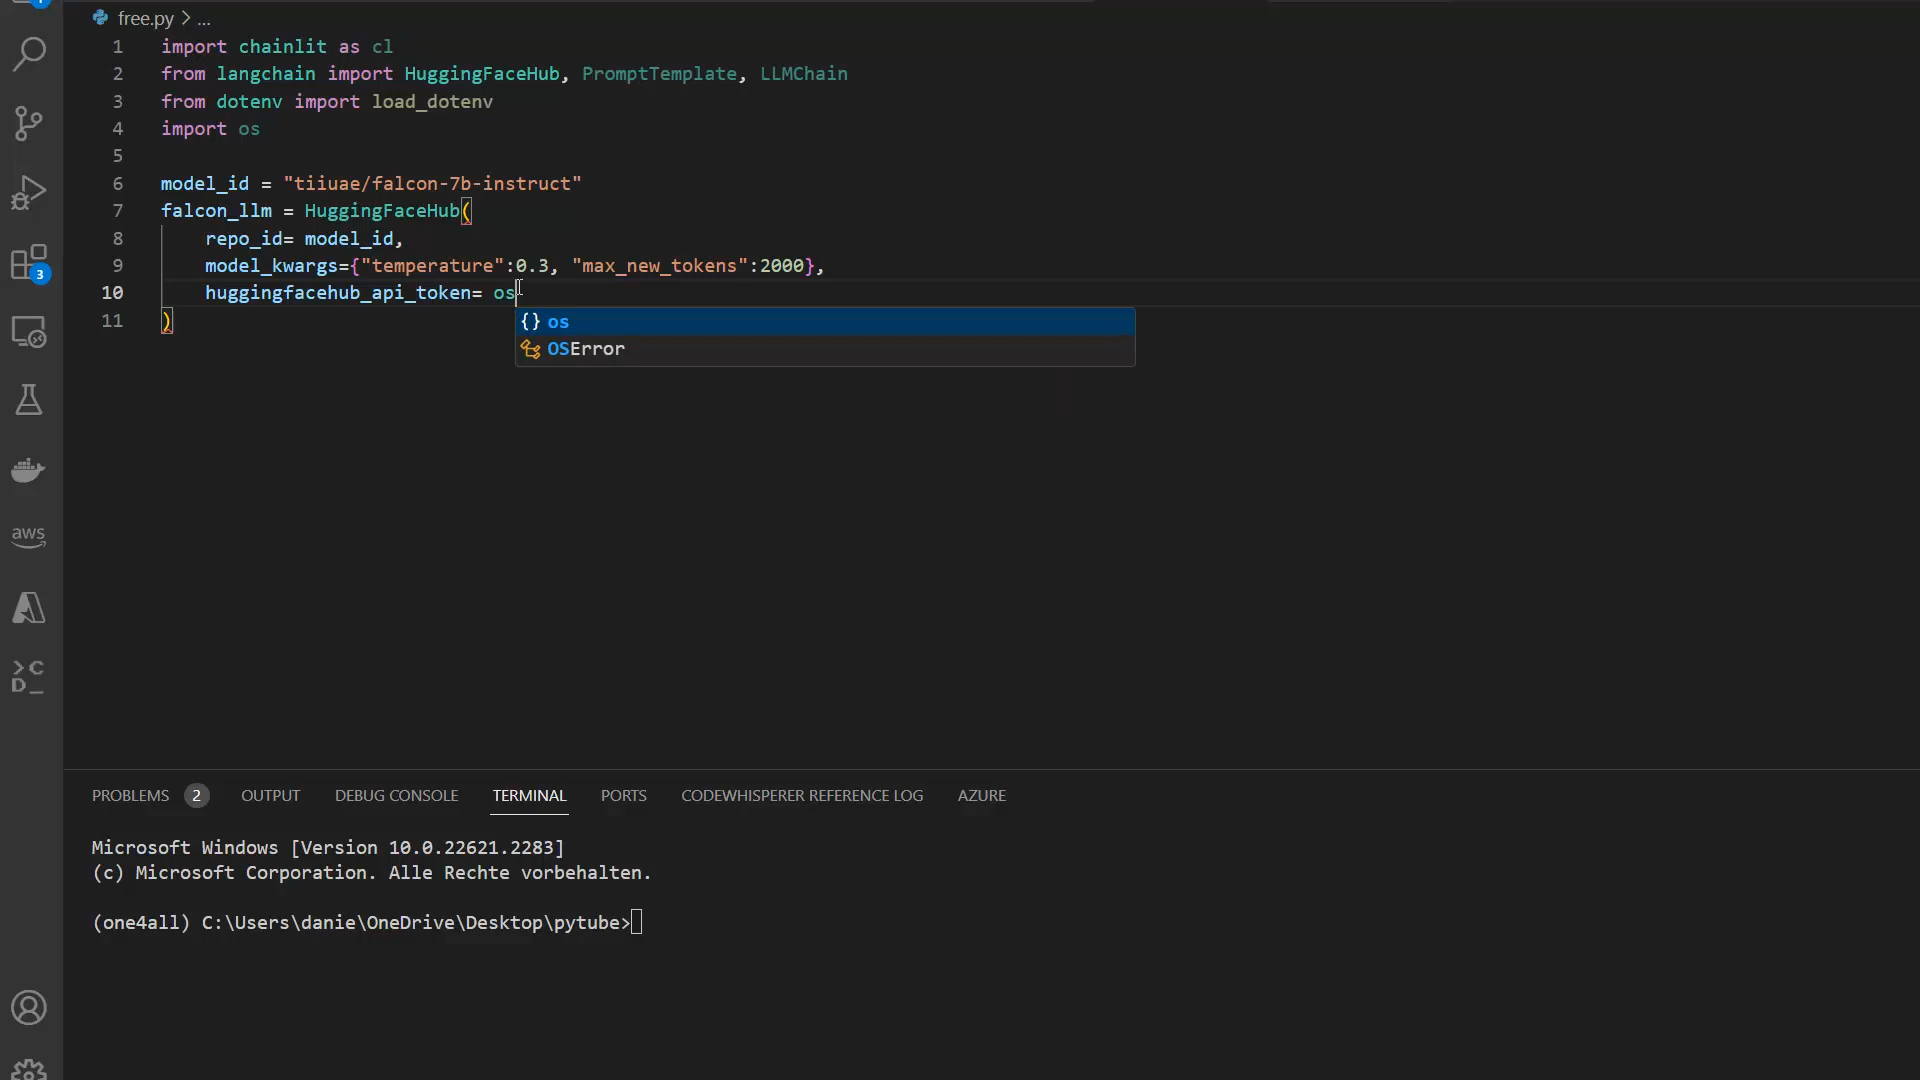 free.py > ...
1 import chainlit as cl
2 from langchain import HuggingFaceHub, PromptTemplate, LLMChain
3 from dotenv import load_dotenv
4 import os
5
6 model_id = "tiiuae/falcon-7b-instruct"
7 falcon_llm = HuggingFaceHub(
8     repo_id= model_id,
9     model_kwargs={"temperature":0.3, "max_new_tokens":2000},
10     huggingfacehub_api_token= os
{} os
11 )
OSError
3
aws
>C
D_
PROBLEMS 2 OUTPUT DEBUG CONSOLE TERMINAL PORTS CODEWHISPERER REFERENCE LOG AZURE
Microsoft Windows [Version 10.0.22621.2283]
(c) Microsoft Corporation. Alle Rechte vorbehalten.
(one4all) C:\Users\danie\OneDrive\Desktop\pytube>